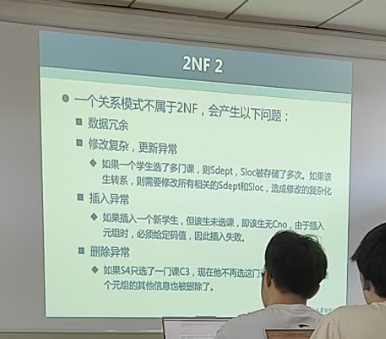 2NF 2
一个关系模式不属于2NF，会产生以下问题：
数据冗余
修改复杂，更新异常
如果一个学生选了多门课，则Sdept，Sloc被存储了多次。如果该
生转系，则需要修改所有相关的Sdept和Sloc，造成修改的复杂化
插入异常
如果插入一个新学生，但该生未选课，即该生无Cno，由于插入
元组时，必须给定码值，因此插入失败。
删除异常
如果S4只选了一门课C3，现在他不再选这门
个元组的其他信息也被删除了。